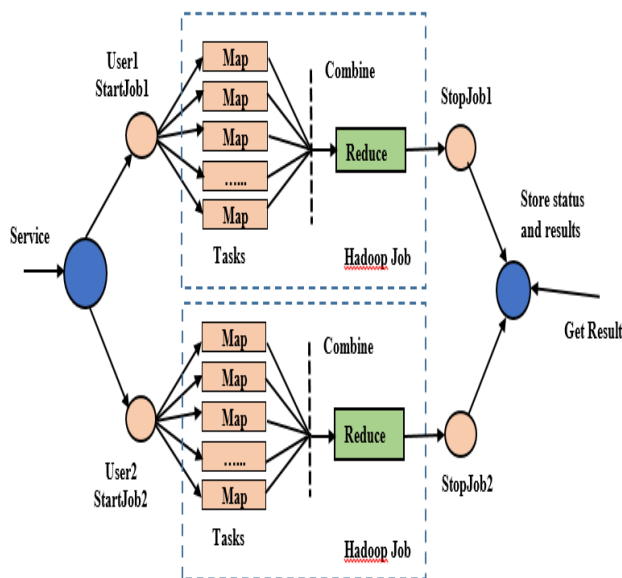 User1
StartJob1
Map
Map
Map
......
Map
Tasks
Combine
Reduce
Hadoop Job
StopJob1
Service
Store status
and results
Get Result
User2
StartJob2
Map
Map
Map
......
Map
Tasks
Combine
Reduce
Hadoop Job
StopJob2